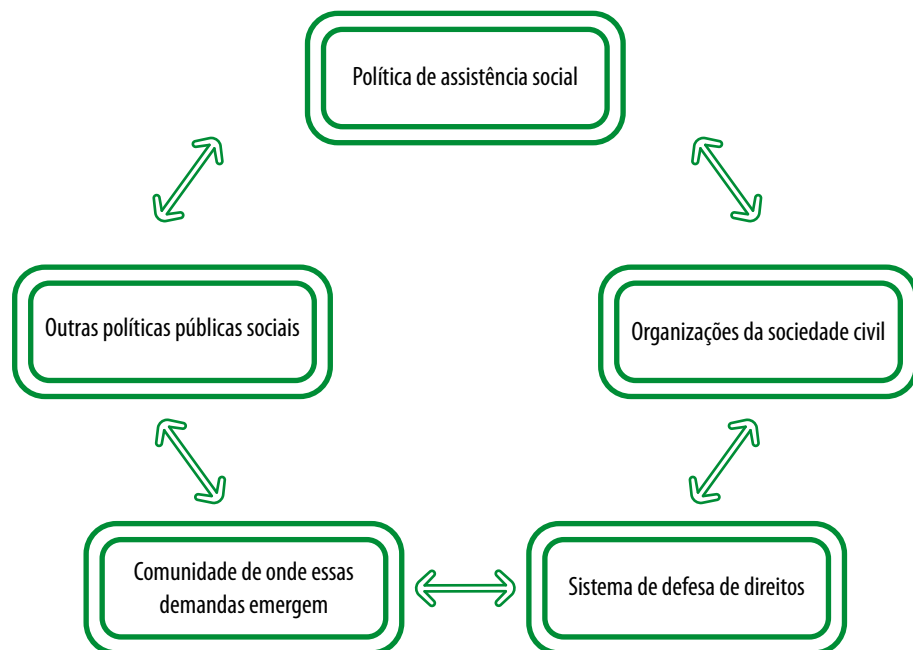 Política de assistência social
Outras políticas públicas sociais
Organizações da sociedade civil
Comunidade de onde essas
demandas emergem
Sistema de defesa de direitos